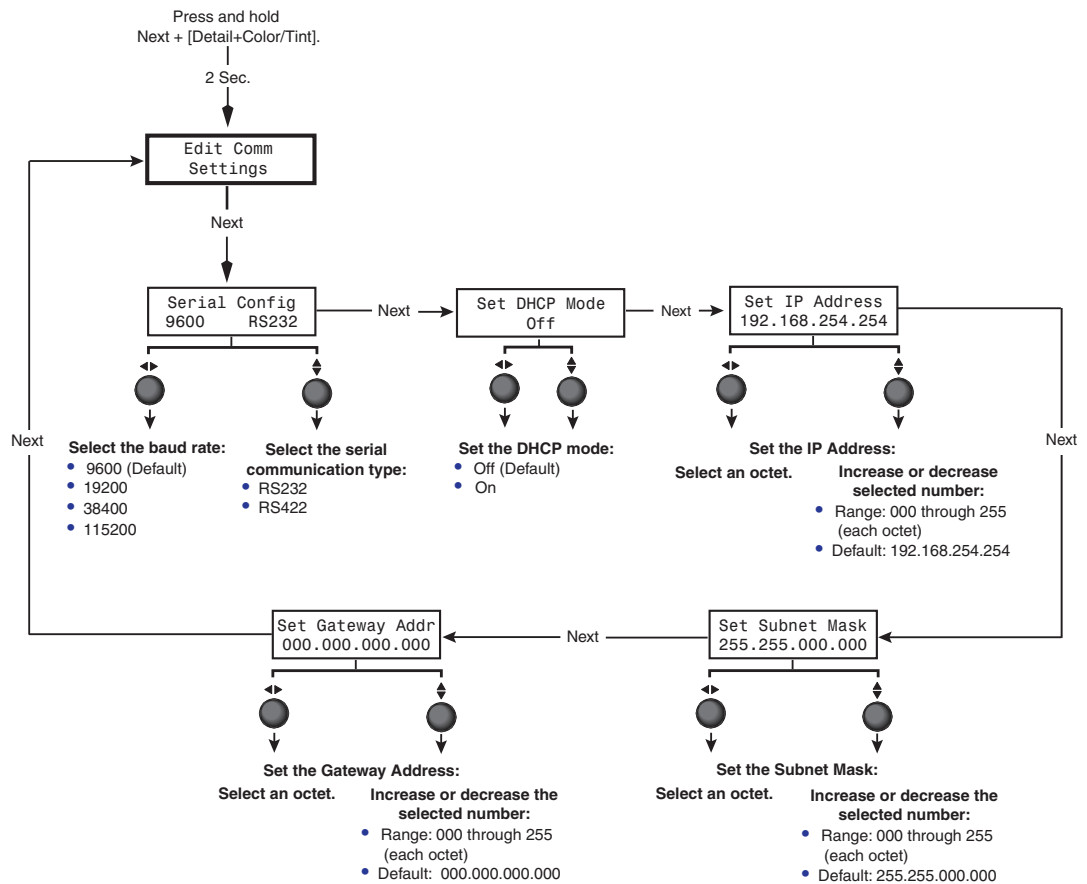 Press and hold
Next + [Detail+Color/Tint].
2 Sec.
Edit Comm
Settings
Next
Serial Config
9600 RS232
Next
Set DHCP Mode
Off
Next
Set IP Address
192.168.254.254
Next
Next
Select the baud rate:
• 9600 (Default)
• 19200
• 38400
• 115200
Select the serial
communication type:
• RS232
• RS422
Set the DHCP mode:
• Off (Default)
• On
Set the IP Address:
Select an octet.
Increase or decrease
selected number:
• Range: 000 through 255
(each octet)
• Default: 192.168.254.254
Set Gateway Addr
000.000.000.000
Next
Set Subnet Mask
255.255.000.000
Set the Gateway Address:
Select an octet.
Increase or decrease the
selected number:
• Range: 000 through 255
(each octet)
• Default: 000.000.000.000
Set the Subnet Mask:
Select an octet.
Increase or decrease the
selected number:
• Range: 000 through 255
(each octet)
• Default: 255.255.000.000